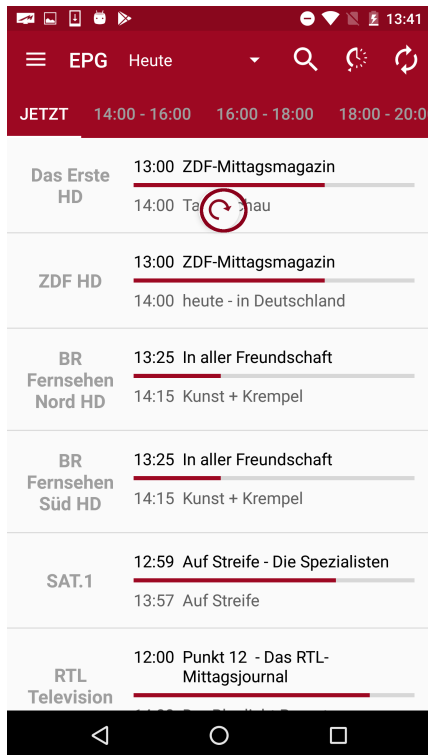 13:41
EPG Heute
JETZT 14:00 - 16:00 16:00 - 18:00 18:00 - 20:0
Das Erste
HD
13:00 ZDF-Mittagsmagazin
14:00
ZDF HD
13:00 ZDF-Mittagsmagazin
14:00 heute - in Deutschland
BR
Fernsehen
Nord HD
13:25 In aller Freundschaft
14:15 Kunst + Krempel
BR
Fernsehen
Süd HD
13:25 In aller Freundschaft
14:15 Kunst + Krempel
SAT.1
12:59 Auf Streife - Die Spezialisten
13:57 Auf Streife
RTL
Television
12:00 Punkt 12 - Das RTL-
Mittagsjournal